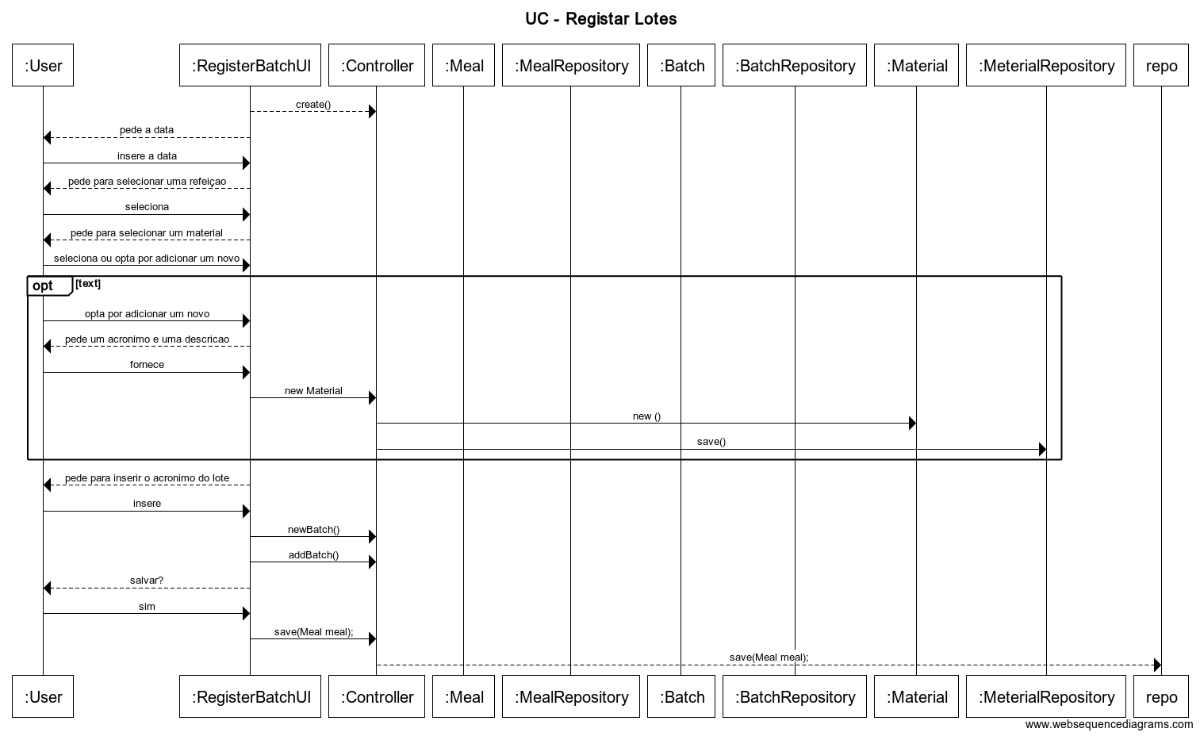 UC - Registar Lotes
:User :RegisterBatchUI :Controller :Meal :MealRepository :Batch :BatchRepository :Material :MeterialRepository repo
create()
pede a data
insere a data
pede para selecionar uma refeiçao
seleciona
pede para selecionar um material
seleciona ou opta por adicionar um novo
opt [text]
opta por adicionar um novo
pede um acronimo e uma descricao
fornece
new Material
new ()
save()
pede para inserir o acronimo do lote
insere
newBatch()
addBatch()
salvar?
sim
save(Meal meal);
save(Meal meal);
:User :RegisterBatchUI :Controller :Meal :MealRepository :Batch :BatchRepository :Material :MeterialRepository repo
www.websequencediagrams.com